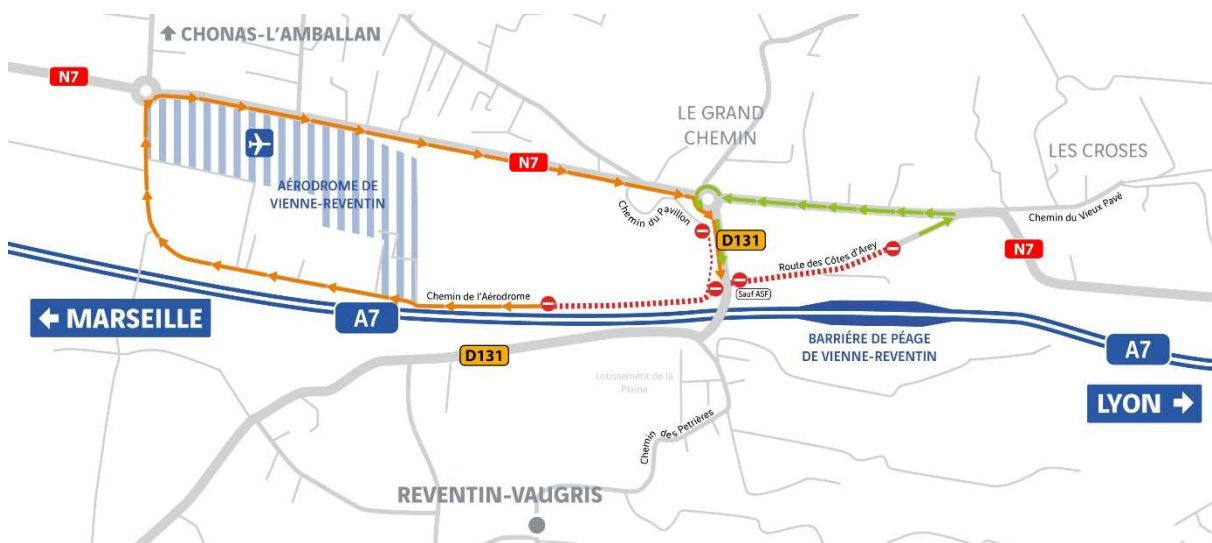 CHONAS-L'AMBALLAN
N7
LE GRAND
CHEMIN
LES CROSES
N7
AÉRODROME DE
VIENNE-REVENTIN
Chemin du Pavillon
Chemin du Vieux Pavé
D131
Route des Côtes d'Arey
N7
Sauf ASF
Chemin de l'Aérodrome
MARSEILLE
A7
BARRIÉRE DE PÉAGE
DE VIENNE-REVENTIN
A7
D131
Lotissement de la
Plaine
LYON
Chemin des Petrières
REVENTIN-VAUGRIS